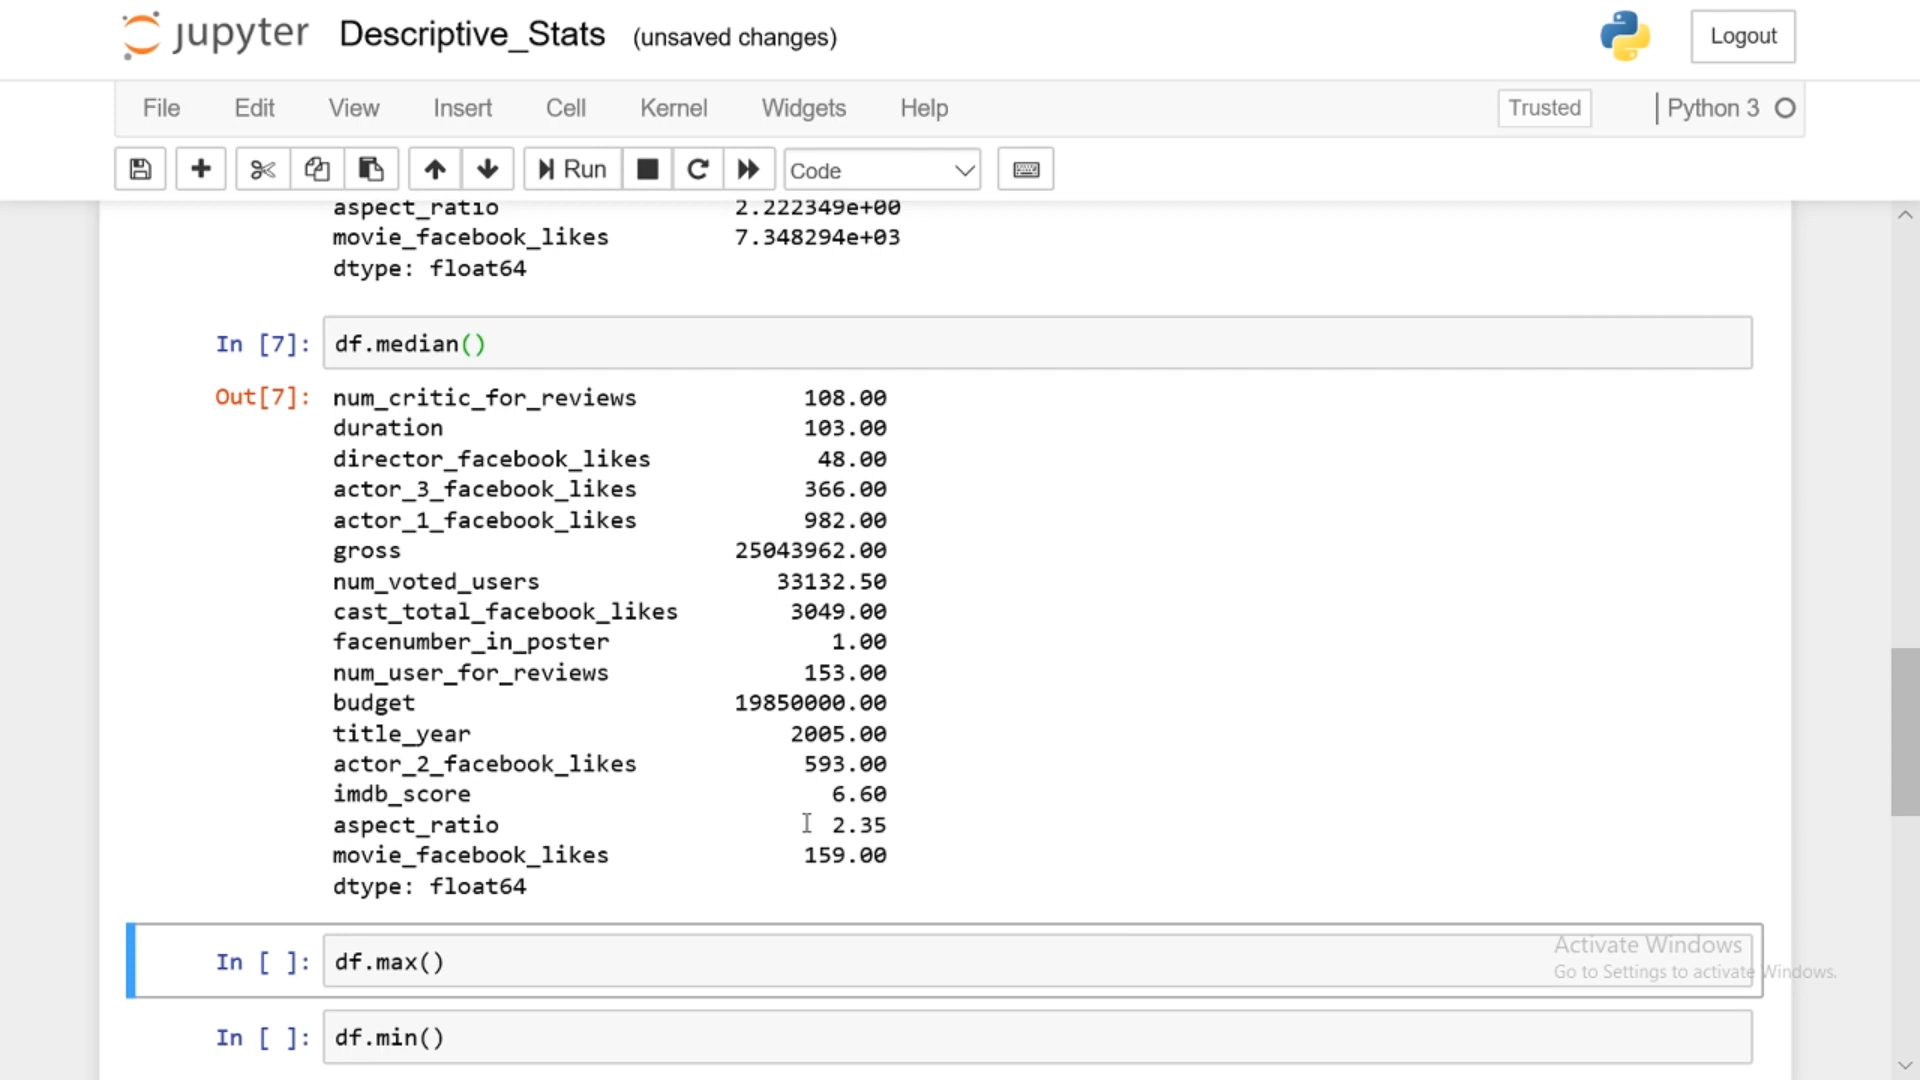 jupyter Descriptive_Stats (unsaved changes) Logout
File Edit View Insert Cell Kernel Widgets Help Trusted Python 3
Run Code
aspect_ratio 2.222349e+00
movie_facebook_likes 7.348294e+03
dtype: float64
In [7]: df.median()
Out[7]: num_critic_for_reviews 108.00
duration 103.00
director_facebook_likes 48.00
actor_3_facebook_likes 366.00
actor_1_facebook_likes 982.00
gross 25043962.00
num_voted_users 33132.50
cast_total_facebook_likes 3049.00
facenumber_in_poster 1.00
num_user_for_reviews 153.00
budget 19850000.00
title_year 2005.00
actor_2_facebook_likes 593.00
imdb_score 6.60
aspect_ratio 2.35
movie_facebook_likes 159.00
dtype: float64
In [ ]: df.max()
Activate Windows
Go to Settings to activate Windows.
In [ ]: df.min()